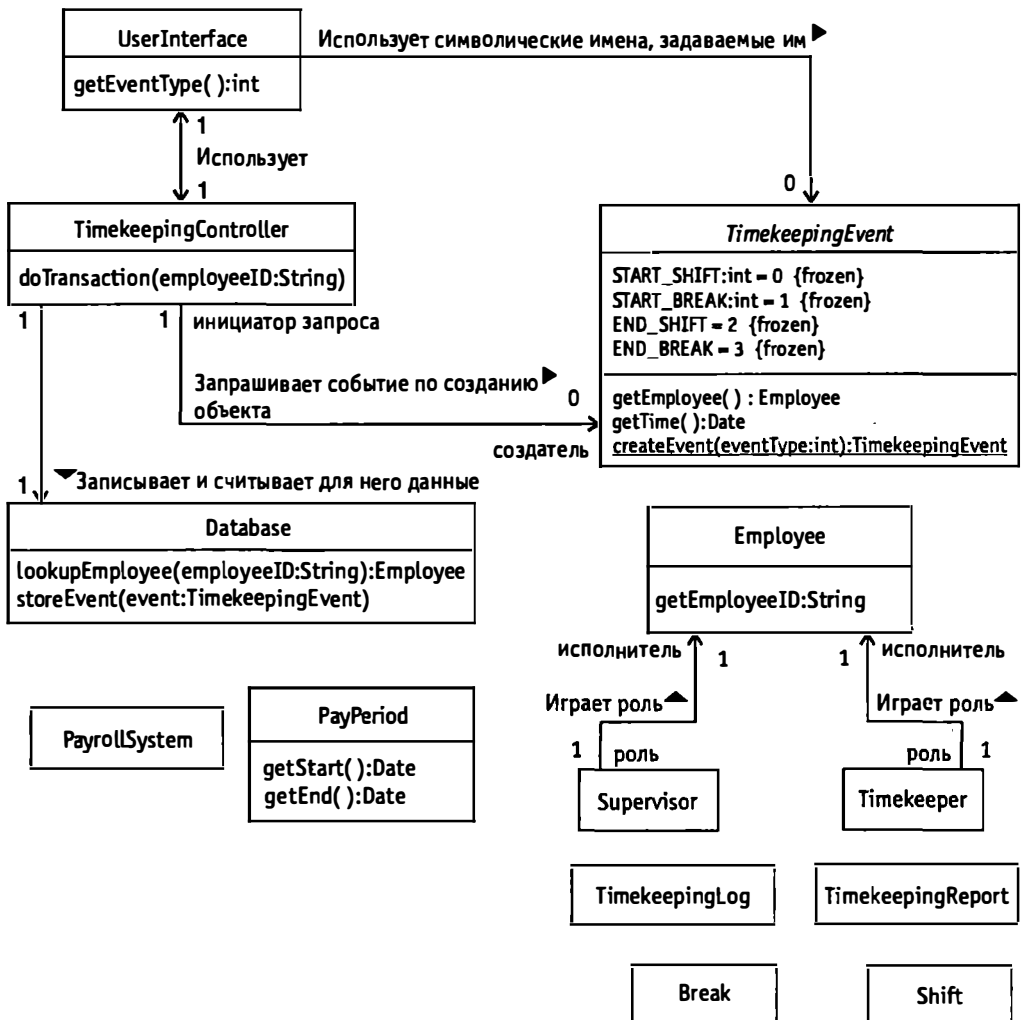 UserInterface
getEventType( ):int
Использует символические имена, задаваемые им
1
Использует
1
0
TimekeepingController
doTransaction(employeeID:String)
TimekeepingEvent
START_SHIFT:int = 0 {frozen}
START_BREAK:int = 1 {frozen}
END_SHIFT = 2 {frozen}
END_BREAK = 3 {frozen}
getEmployee( ) : Employee
getTime( ):Date
createEvent(eventType:int):TimekeepingEvent
1
1
инициатор запроса
Запрашивает событие по созданию
объекта
0
создатель
1
Записывает и считывает для него данные
Database
lookupEmployee(employeeID:String):Employee
storeEvent(event:TimekeepingEvent)
Employee
getEmployeeID:String
исполнитель
1
1
исполнитель
Играет роль
Играет роль
1
роль
роль
1
PayrollSystem
PayPeriod
getStart( ):Date
getEnd( ):Date
Supervisor
Timekeeper
TimekeepingLog
TimekeepingReport
Break
Shift